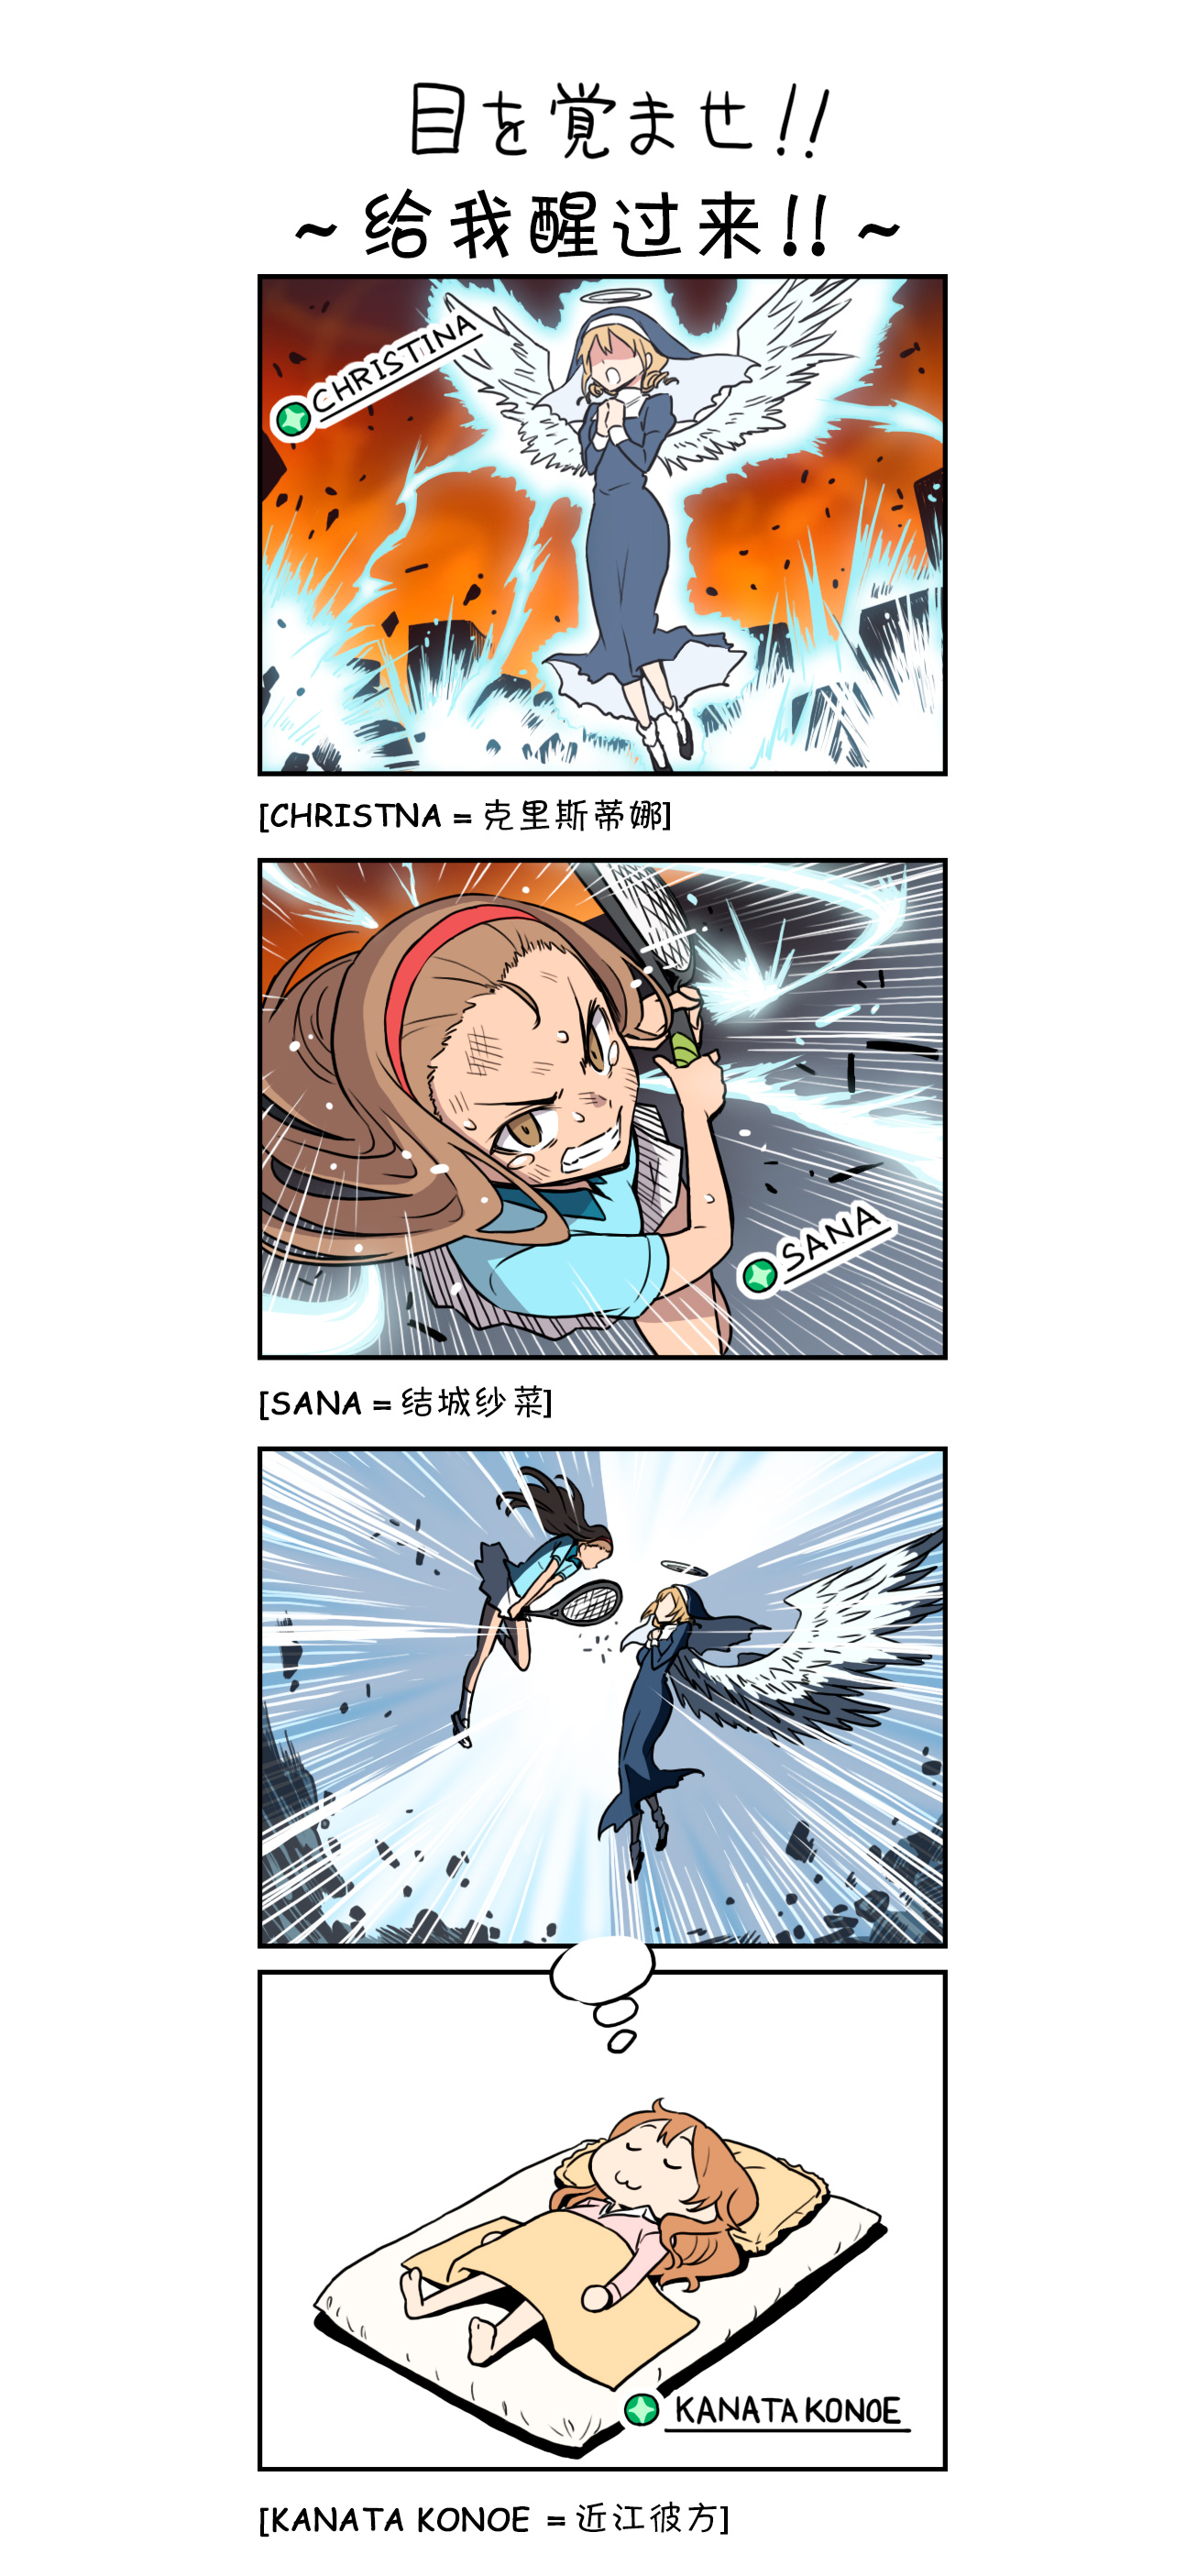 目を覚ませ!!
~给我醒过来!!~
CHRISTINA
[CHRISTNA = 克里斯蒂娜]
SANA
[SANA = 结城纱菜]
KANATA KONOE
[KANATA KONOE = 近江彼方]